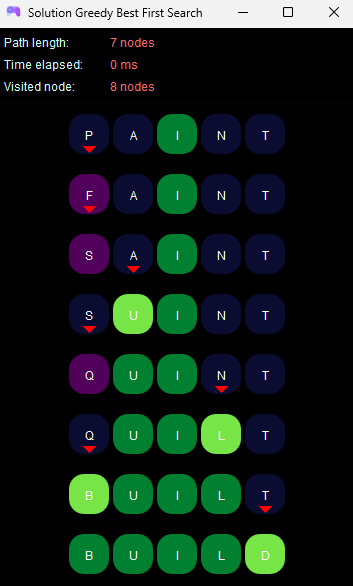 Solution Greedy Best First Search
Path length: 7 nodes
Time elapsed: 0 ms
Visited node: 8 nodes
P A I N T
F A I N T
S A I N T
S U I N T
Q U I N T
Q U I L T
B U I L T
B U I L D